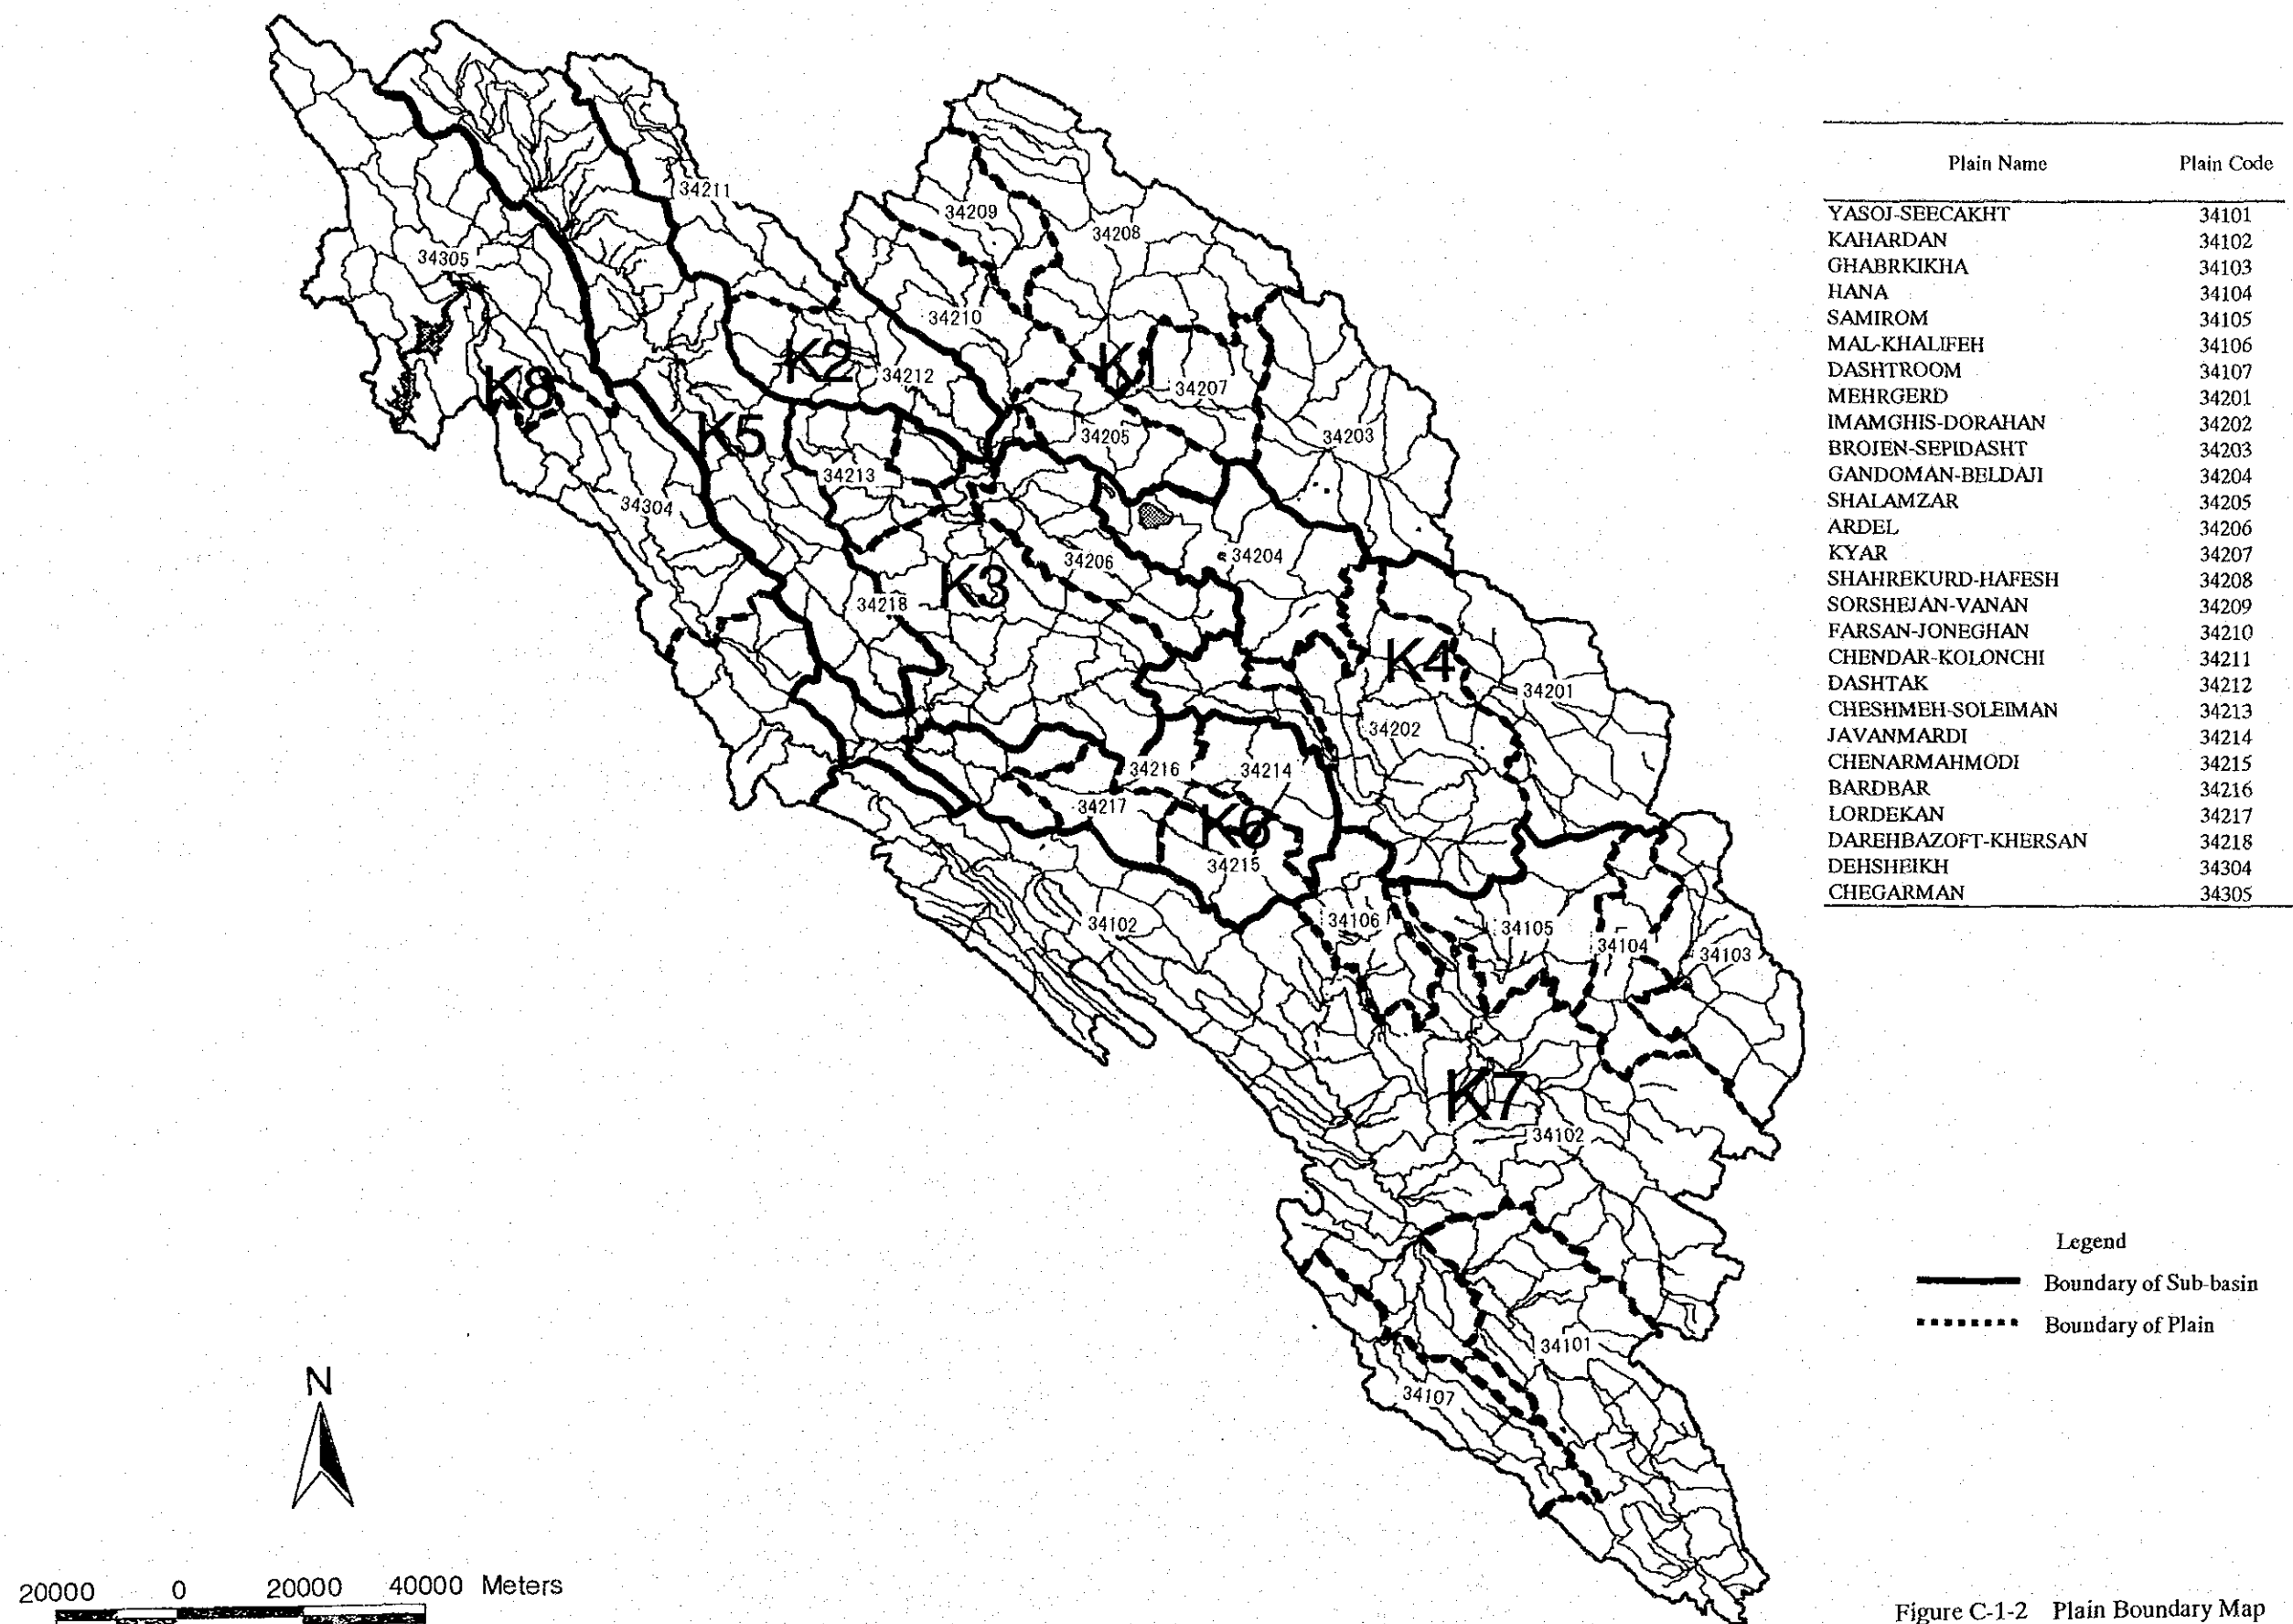 34211
34209
34208
34305
34210
K2
34212
K1
34207
K8
K5
34205
34203
34213
34304
34206
34204
K3
34218
K4
34201
34202
34216
34214
34217
K6
34215
34102
34106
34105
34104
34103
K7
34102
34101
34107
Plain Name Plain Code
YASOJ-SEECAKHT 34101
KAHARDAN 34102
GHABRKIKHA 34103
HANA 34104
SAMIROM 34105
MAL-KHALIFEH 34106
DASHTROOM 34107
MEHRGERD 34201
IMAMGHIS-DORAHAN 34202
BROJEN-SEPIDASHT 34203
GANDOMAN-BELDAJI 34204
SHALAMZAR 34205
ARDEL 34206
KYAR 34207
SHAHREKURD-HAFESH 34208
SORSHEJAN-VANAN 34209
FARSAN-JONEGHAN 34210
CHENDAR-KOLONCHI 34211
DASHTAK 34212
CHESHMEH-SOLEIMAN 34213
JAVANMARDI 34214
CHENARMAHMODI 34215
BARDBAR 34216
LORDEKAN 34217
DAREHBAZOFT-KHERSAN 34218
DEHSHEIKH 34304
CHEGARMAN 34305
Legend
Boundary of Sub-basin
Boundary of Plain
N
20000 0 20000 40000 Meters
Figure C-1-2 Plain Boundary Map